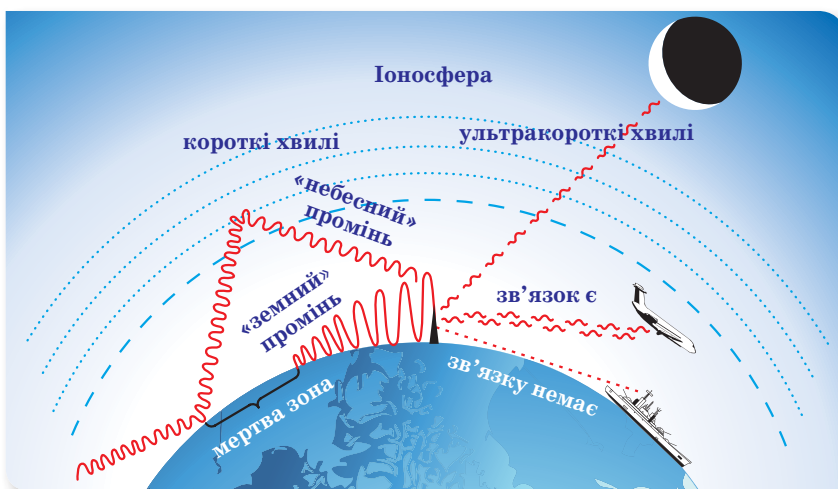 Іоносфера
короткі хвилі
ультракороткі хвилі
«небесний»
промінь
«земний»
промінь
зв’язок є
зв’язку немає
мертва зона